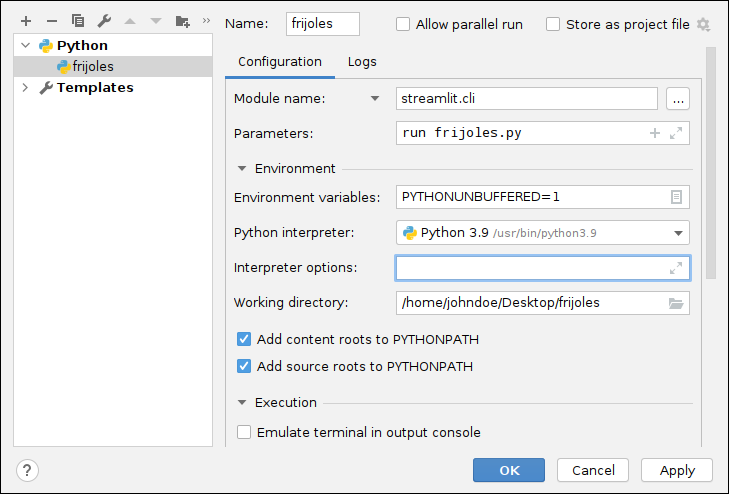 Name: frijoles Allow parallel run Store as project file
Python
frijoles
Templates
Configuration Logs
Module name: streamlit.cli ...
Parameters: run frijoles.py
Environment
Environment variables: PYTHONUNBUFFERED=1
Python interpreter: Python 3.9 /usr/bin/python3.9
Interpreter options:
Working directory: /home/johndoe/Desktop/frijoles
Add content roots to PYTHONPATH
Add source roots to PYTHONPATH
Execution
Emulate terminal in output console
? OK Cancel Apply